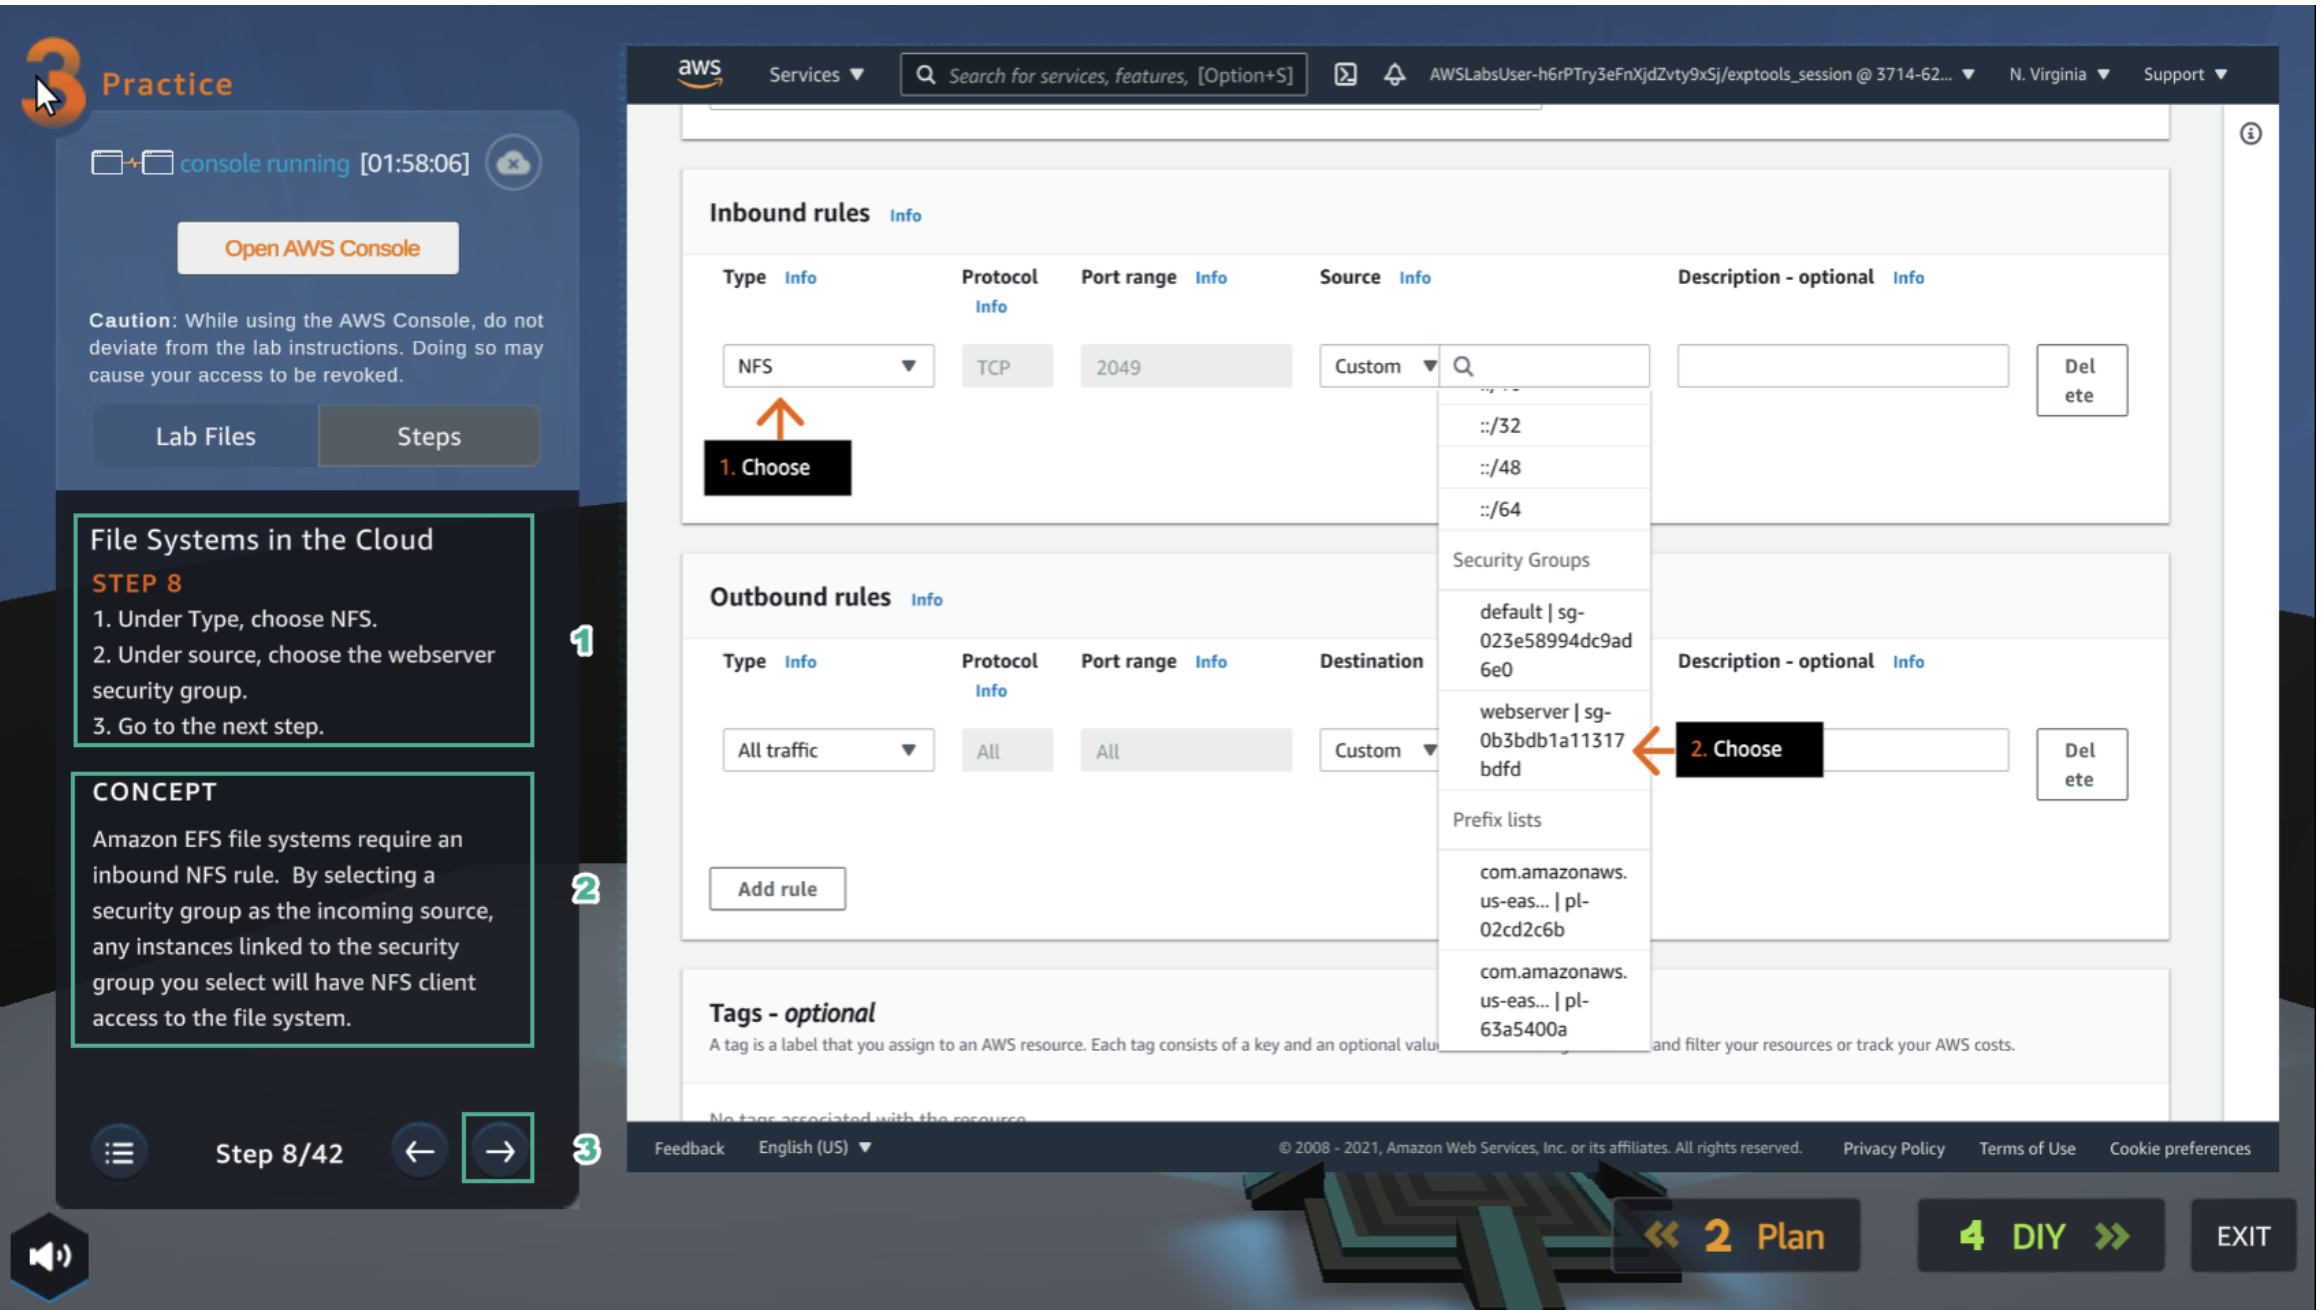 3 Practice
console running [01:58:06]
Open AWS Console
Caution: While using the AWS Console, do not
deviate from the lab instructions. Doing so may
cause your access to be revoked.
Lab Files
Steps
File Systems in the Cloud
STEP 8
1. Under Type, choose NFS.
2. Under source, choose the webserver
security group.
3. Go to the next step.
1
CONCEPT
Amazon EFS file systems require an
inbound NFS rule. By selecting a
security group as the incoming source,
any instances linked to the security
group you select will have NFS client
access to the file system.
2
Step 8/42
3
aws
Services
Search for services, features, [Option+S]
AWSLabsUser-h6rPTry3eFnXjdZvty9xSj/exptools_session @ 3714-62...
N. Virginia
Support
Inbound rules Info
Type Info
Protocol
Info
Port range Info
Source Info
Description - optional Info
NFS
TCP
2049
Custom
Del
ete
1. Choose
::/32
::/48
::/64
Security Groups
default | sg-
023e58994dc9ad
6e0
webserver | sg-
0b3bdb1a11317
bdfd
2. Choose
Prefix lists
com.amazonaws.
us-eas... | pl-
02cd2c6b
com.amazonaws.
us-eas... | pl-
63a5400a
Outbound rules Info
Type Info
Protocol
Info
Port range Info
Destination
Description - optional Info
All traffic
All
All
Custom
Del
ete
Add rule
Tags - optional
A tag is a label that you assign to an AWS resource. Each tag consists of a key and an optional
and filter your resources or track your AWS costs.
No tags associated with the resource
Feedback
English (US)
© 2008 - 2021, Amazon Web Services, Inc. or its affiliates. All rights reserved.
Privacy Policy
Terms of Use
Cookie preferences
2 Plan
4 DIY
EXIT